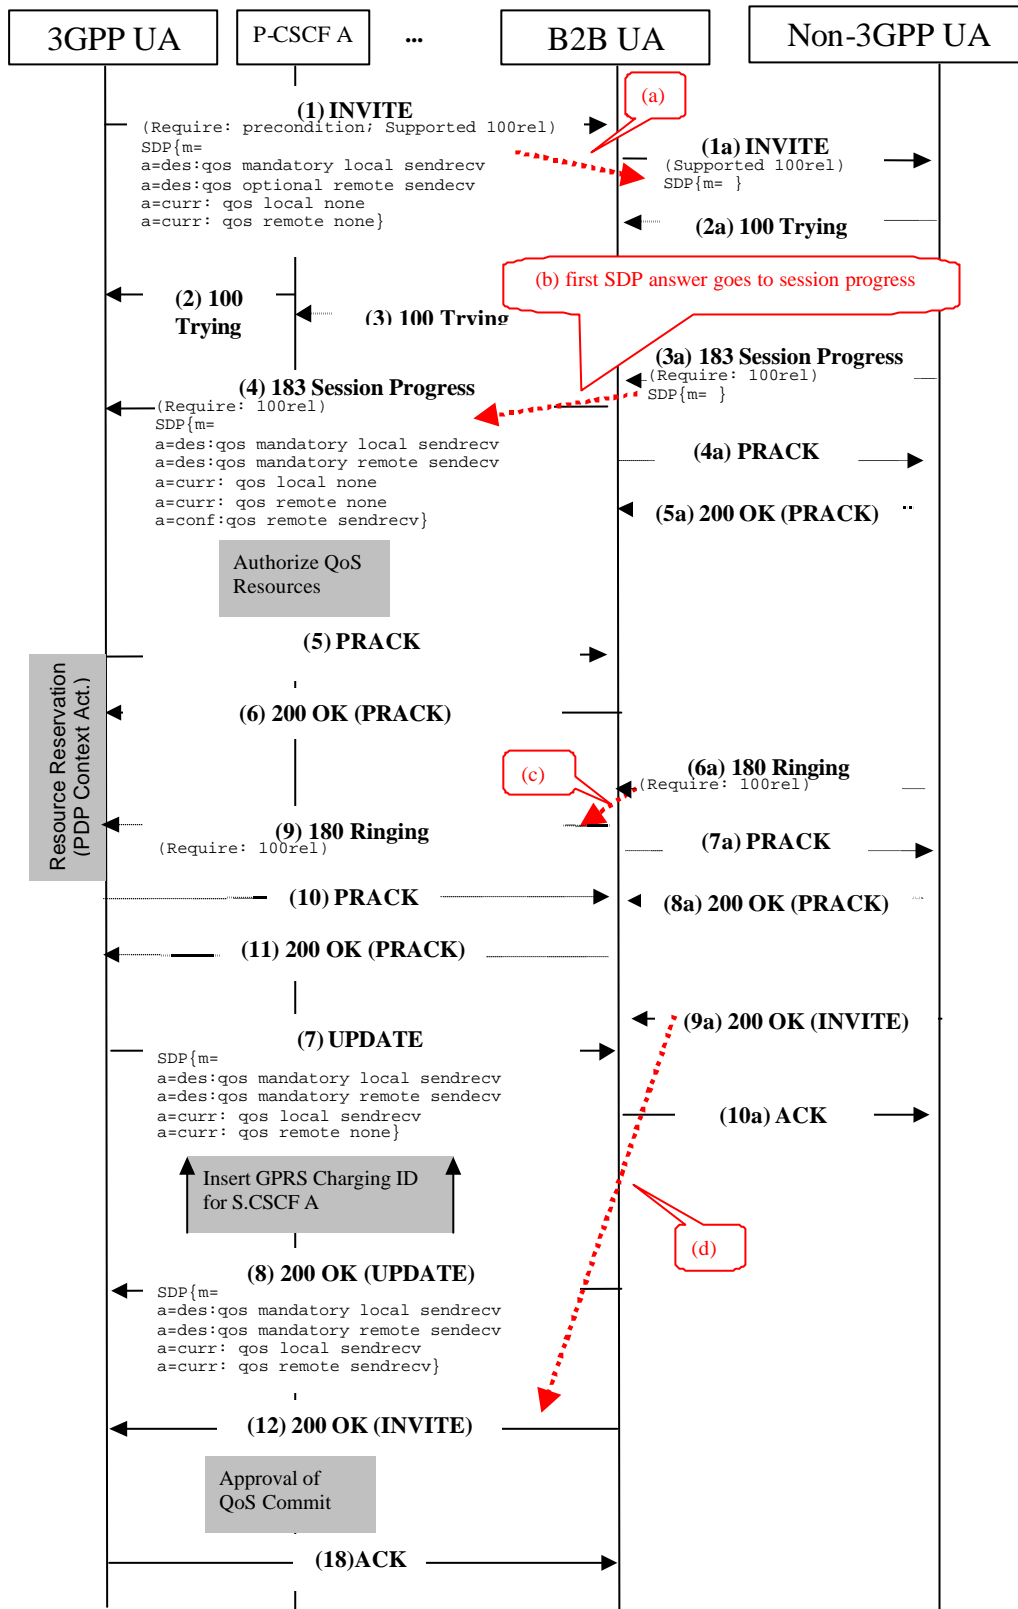 3GPP UA
P-CSCF A
...
B2B UA
Non-3GPP UA
(a)
(1) INVITE
(Require: precondition; Supported 100rel)
SDP{m=
a=des:qos mandatory local sendrecv
a=des:qos optional remote sendecv
a=curr: qos local none
a=curr: qos remote none}
(1a) INVITE
(Supported 100rel)
SDP{m= }
(2a) 100 Trying
(b) first SDP answer goes to session progress
(2) 100
Trying
(3) 100 Trying
(3a) 183 Session Progress
(Require: 100rel)
SDP{m= }
(4) 183 Session Progress
(Require: 100rel)
SDP{m=
a=des:qos mandatory local sendrecv
a=des:qos mandatory remote sendecv
a=curr: qos local none
a=curr: qos remote none
a=conf:qos remote sendrecv}
(4a) PRACK
(5a) 200 OK (PRACK)
Authorize QoS
Resources
(5) PRACK
Resource Reservation
(PDP Context Act.)
(6) 200 OK (PRACK)
(c)
(6a) 180 Ringing
(Require: 100rel)
(9) 180 Ringing
(Require: 100rel)
(7a) PRACK
(10) PRACK
(8a) 200 OK (PRACK)
(11) 200 OK (PRACK)
(9a) 200 OK (INVITE)
(7) UPDATE
SDP{m=
a=des:qos mandatory local sendrecv
a=des:qos mandatory remote sendecv
a=curr: qos local sendrecv
a=curr: qos remote none}
(10a) ACK
Insert GPRS Charging ID
for S.CSCF A
(d)
(8) 200 OK (UPDATE)
SDP{m=
a=des:qos mandatory local sendrecv
a=des:qos mandatory remote sendecv
a=curr: qos local sendrecv
a=curr: qos remote sendrecv}
(12) 200 OK (INVITE)
Approval of
QoS Commit
(18)ACK